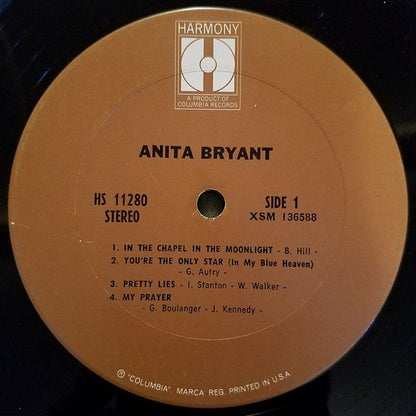 HARMONY
A PRODUCT OF
COLUMBIA RECORDS
ANITA BRYANT
HS 11280
STEREO
SIDE 1
XSM 136588
1. IN THE CHAPEL IN THE MOONLIGHT - B. Hill -
2. YOU'RE THE ONLY STAR (In My Blue Heaven)
- G. Autry -
3. PRETTY LIES - I. Stanton - W. Walker -
4. MY PRAYER
- G. Boulanger - J. Kennedy -
Ⓟ "COLUMBIA", MARCA REG. PRINTED IN U.S.A.